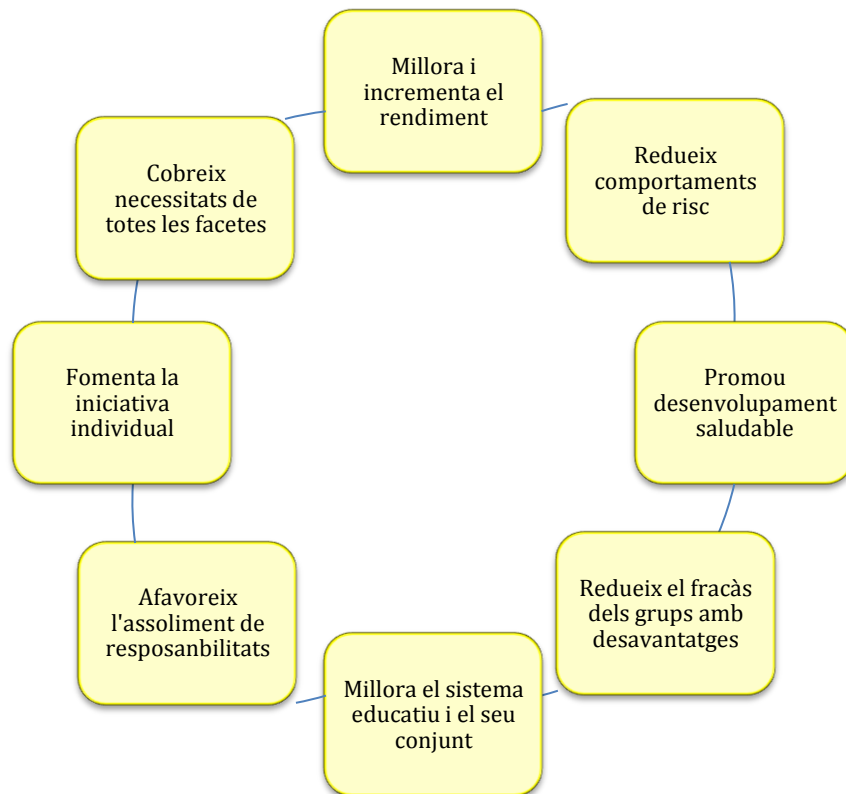 Millora i
incrementa el
rendiment
Redueix
comportaments
de risc
Promou
desenvolupament
saludable
Redueix el fracàs
dels grups amb
desavantatges
Millora el sistema
educatiu i el seu
conjunt
Afavoreix
l'assoliment de
resposanbilitats
Fomenta la
iniciativa
individual
Cobreix
necessitats de
totes les facetes